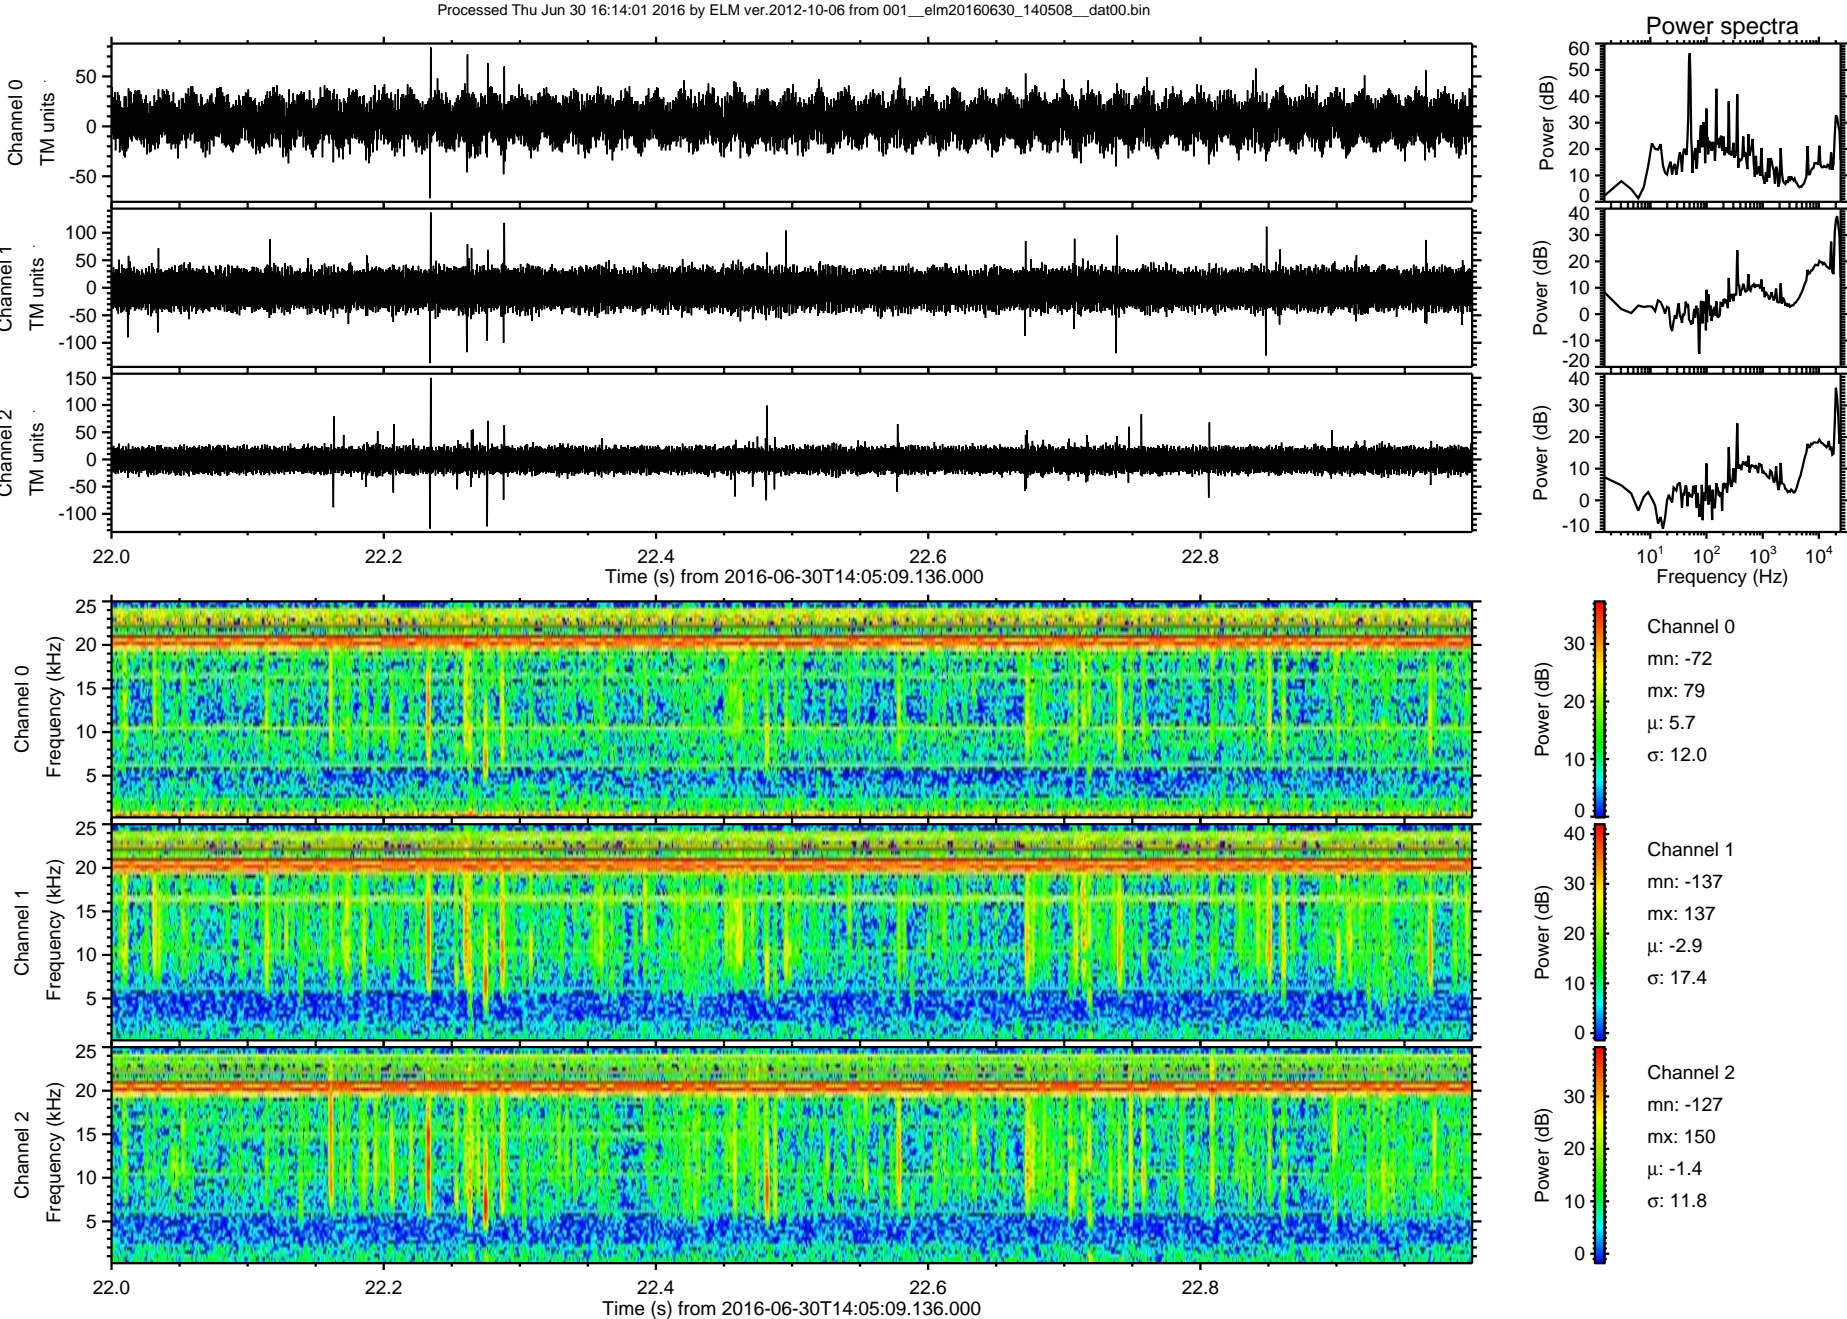 Processed Thu Jun 30 16:14:01 2016 by ELM ver.2012-10-06 from 001__elm20160630_140508__dat00.bin
Power spectra
Channel 0
TM units
50
0
-50
Power (dB)
60
50
40
30
20
10
0
Channel 1
TM units
100
50
0
-50
-100
Power (dB)
40
30
20
10
0
-10
-20
Channel 2
TM units
150
100
50
0
-50
-100
Power (dB)
40
30
20
10
0
-10
22.0 22.2 22.4 22.6 22.8
Time (s) from 2016-06-30T14:05:09.136.000
10¹ 10² 10³ 10⁴
Frequency (Hz)
Channel 0
Frequency (kHz)
25
20
15
10
5
Power (dB)
30
20
10
0
Channel 0
mn: -72
mx: 79
μ: 5.7
σ: 12.0
Channel 1
Frequency (kHz)
25
20
15
10
5
Power (dB)
40
30
20
10
0
Channel 1
mn: -137
mx: 137
μ: -2.9
σ: 17.4
Channel 2
Frequency (kHz)
25
20
15
10
5
Power (dB)
30
20
10
0
Channel 2
mn: -127
mx: 150
μ: -1.4
σ: 11.8
22.0 22.2 22.4 22.6 22.8
Time (s) from 2016-06-30T14:05:09.136.000